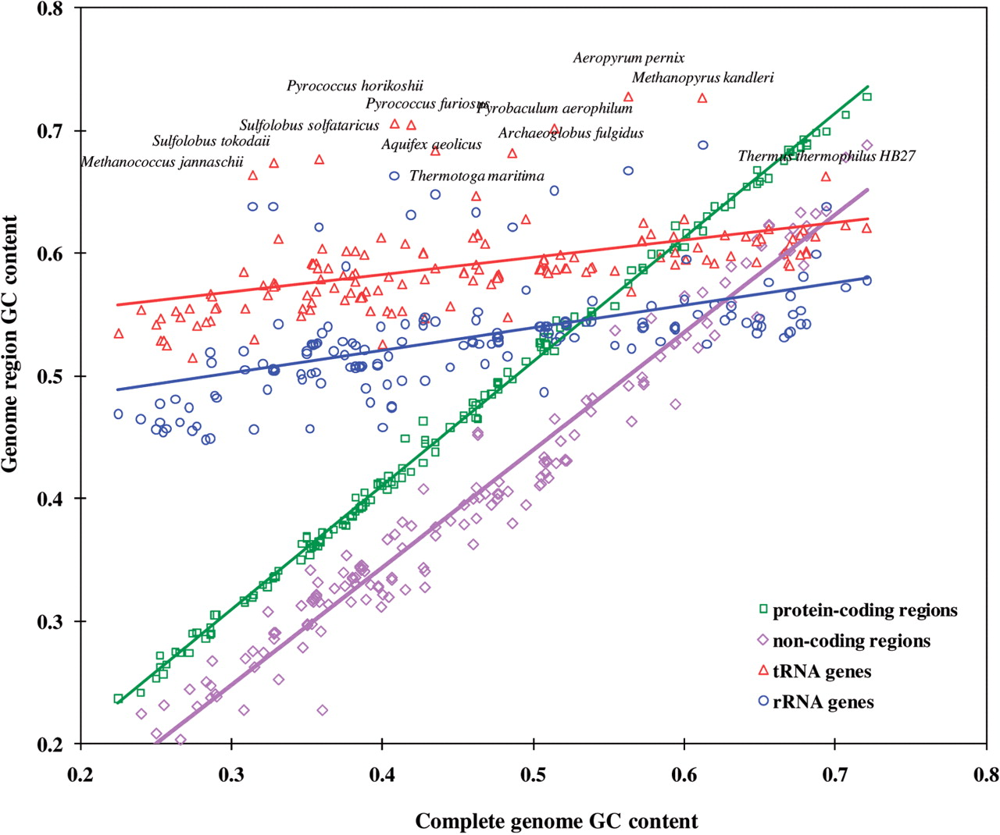 0.8
Aeropyrum pernix
Methanopyrus kandleri
Pyrococcus horikoshii
Pyrococcus furiosus
Pyrobaculum aerophilum
0.7
Sulfolobus solfataricus
Archaeoglobus fulgidus
Sulfolobus tokodaii
Aquifex aeolicus
Thermus thermophilus HB27
Methanococcus jannaschii
Thermotoga maritima
0.6
Genome region GC content
0.5
0.4
0.3
protein-coding regions
non-coding regions
tRNA genes
rRNA genes
0.2
0.2 0.3 0.4 0.5 0.6 0.7 0.8
Complete genome GC content